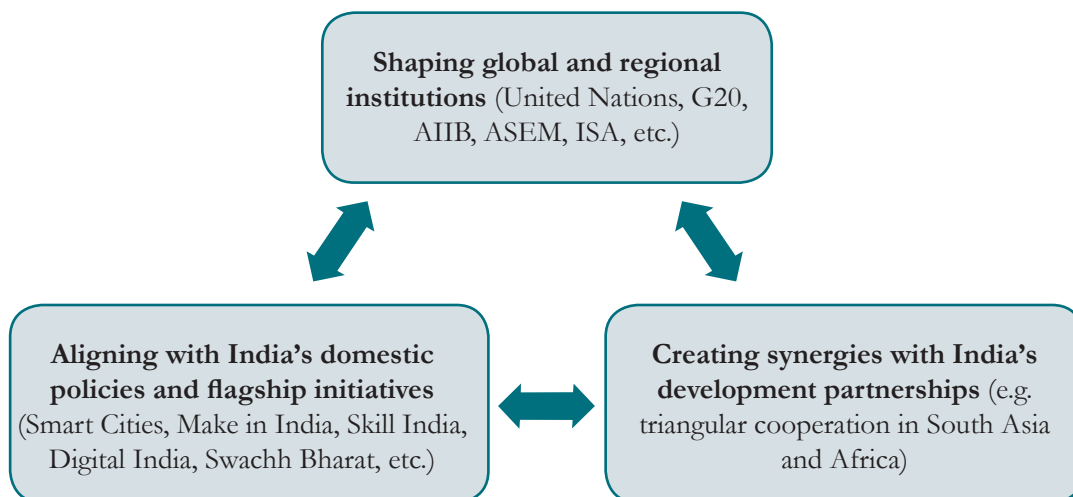 Shaping global and regional
institutions (United Nations, G20,
AIIB, ASEM, ISA, etc.)
Aligning with India’s domestic
policies and flagship initiatives
(Smart Cities, Make in India, Skill India,
Digital India, Swachh Bharat, etc.)
Creating synergies with India’s
development partnerships (e.g.
triangular cooperation in South Asia
and Africa)